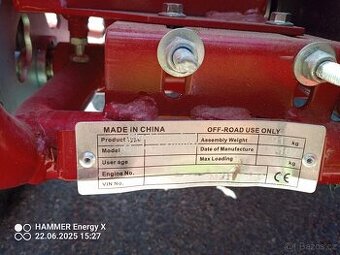 MADE IN CHINA
OFF-ROAD USE ONLY
Product
Assembly Weight
kg
Model
Date of Manufacture
User age
Max Loading
kg
Engine No.
VIN No.
CE
HAMMER Energy X
22.06.2025 15:27